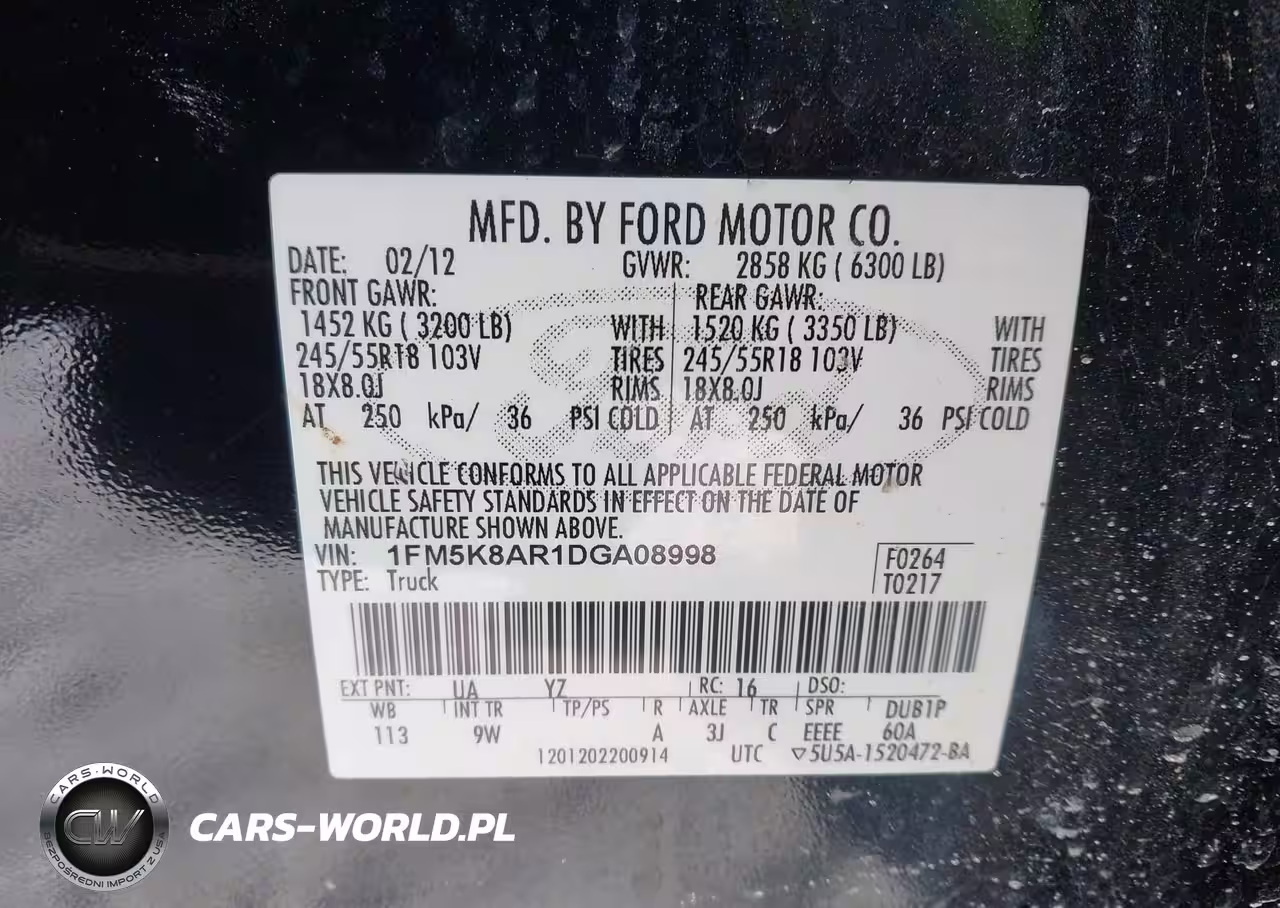 MFD. BY FORD MOTOR CO.
DATE: 02/12 GVWR: 2858 KG ( 6300 LB)
FRONT GAWR: REAR GAWR:
1452 KG ( 3200 LB) WITH 1520 KG ( 3350 LB) WITH
245/55R18 103V TIRES 245/55R18 103V TIRES
18X8.0J RIMS 18X8.0J RIMS
AT 250 kPa/ 36 PSI COLD AT 250 kPa/ 36 PSI COLD
THIS VEHICLE CONFORMS TO ALL APPLICABLE FEDERAL MOTOR
VEHICLE SAFETY STANDARDS IN EFFECT ON THE DATE OF
MANUFACTURE SHOWN ABOVE.
VIN: 1FM5K8AR1DGA08998 F0264
TYPE: Truck T0217
EXT PNT: UA YZ RC: 16 DSO:
WB INT TR TP/PS R AXLE TR SPR DUB1P
113 9W A 3J C EEEE 60A
1201202200914 UTC ▽5U5A-1520472-BA
CARS-WORLD
CW
BEZPOŚREDNI IMPORT Z USA
CARS-WORLD.PL